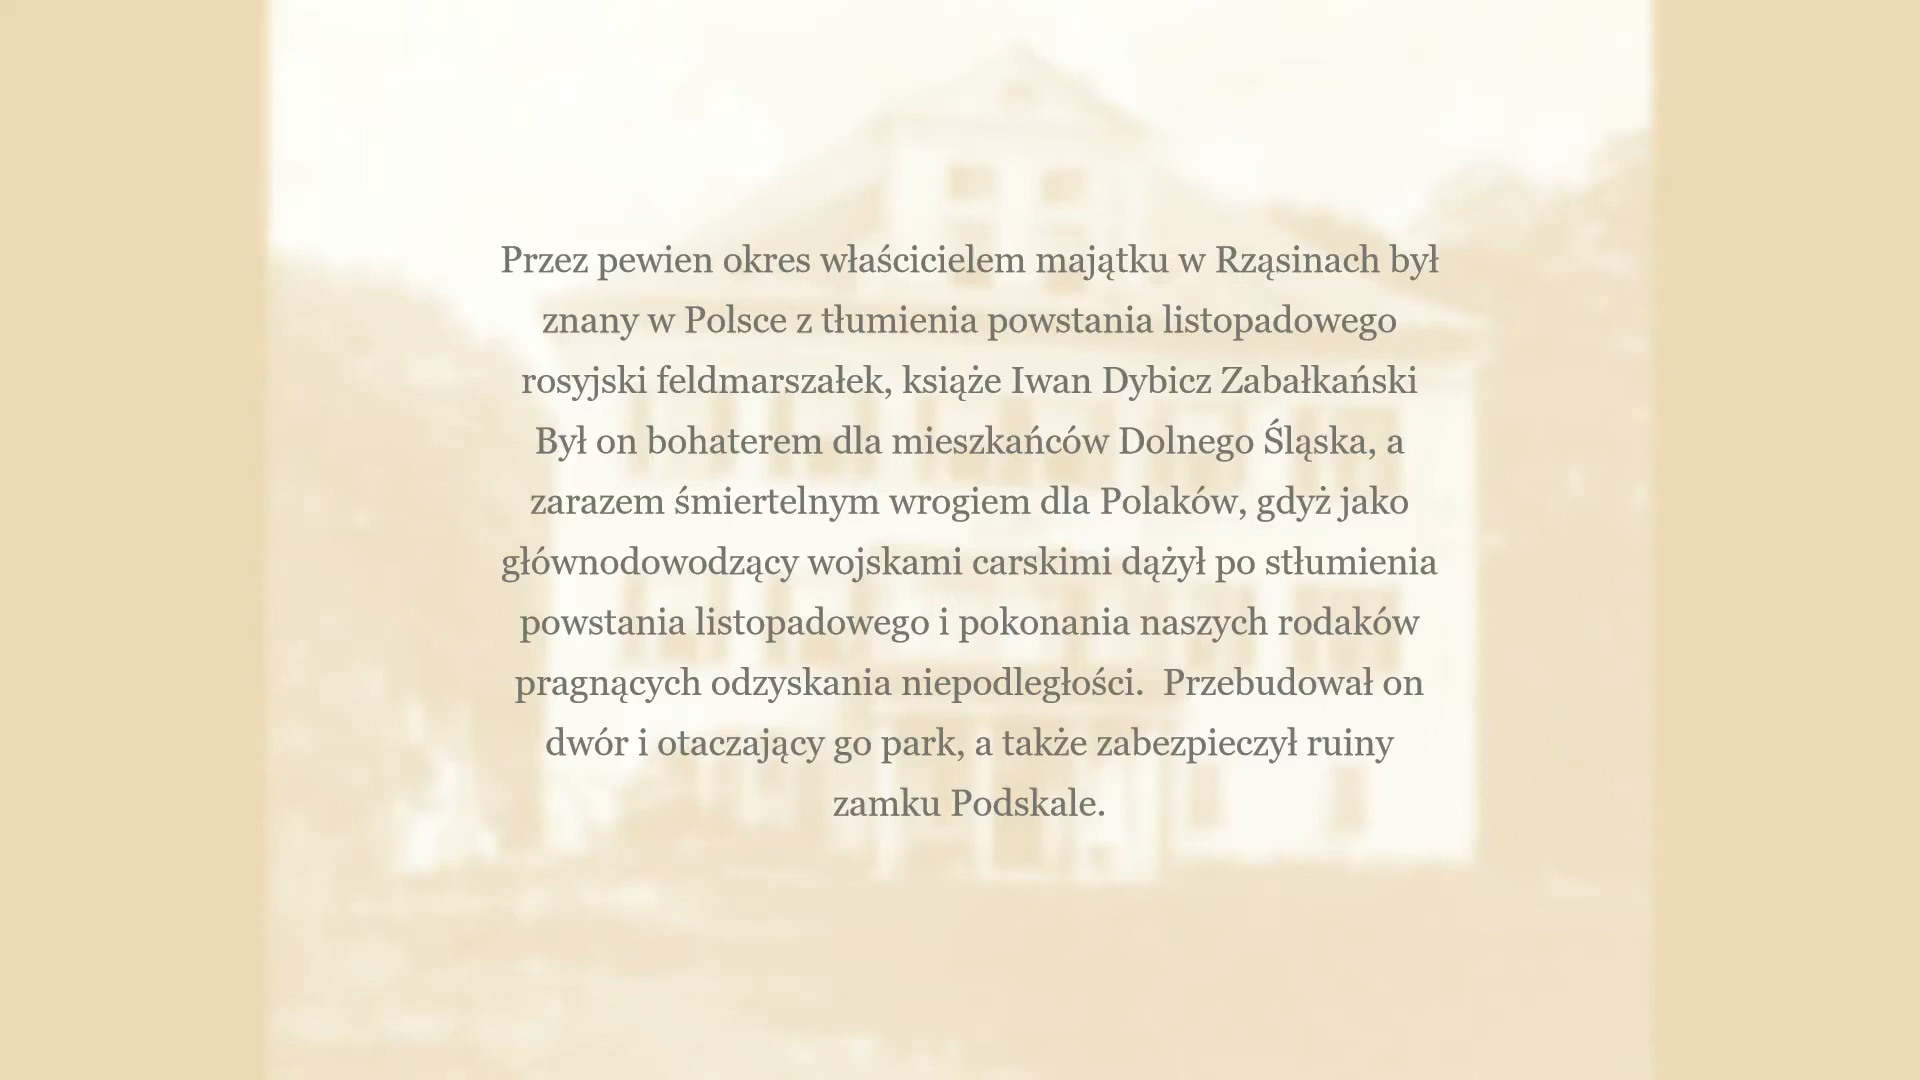 Przez pewien okres właścicielem majątku w Rząsinach był
znany w Polsce z tłumienia powstania listopadowego
rosyjski feldmarszałek, książe Iwan Dybicz Zabałkański
Był on bohaterem dla mieszkańców Dolnego Śląska, a
zarazem śmiertelnym wrogiem dla Polaków, gdyż jako
głównodowodzący wojskami carskimi dążył po stłumienia
powstania listopadowego i pokonania naszych rodaków
pragnących odzyskania niepodległości.  Przebudował on
dwór i otaczający go park, a także zabezpieczył ruiny
zamku Podskale.